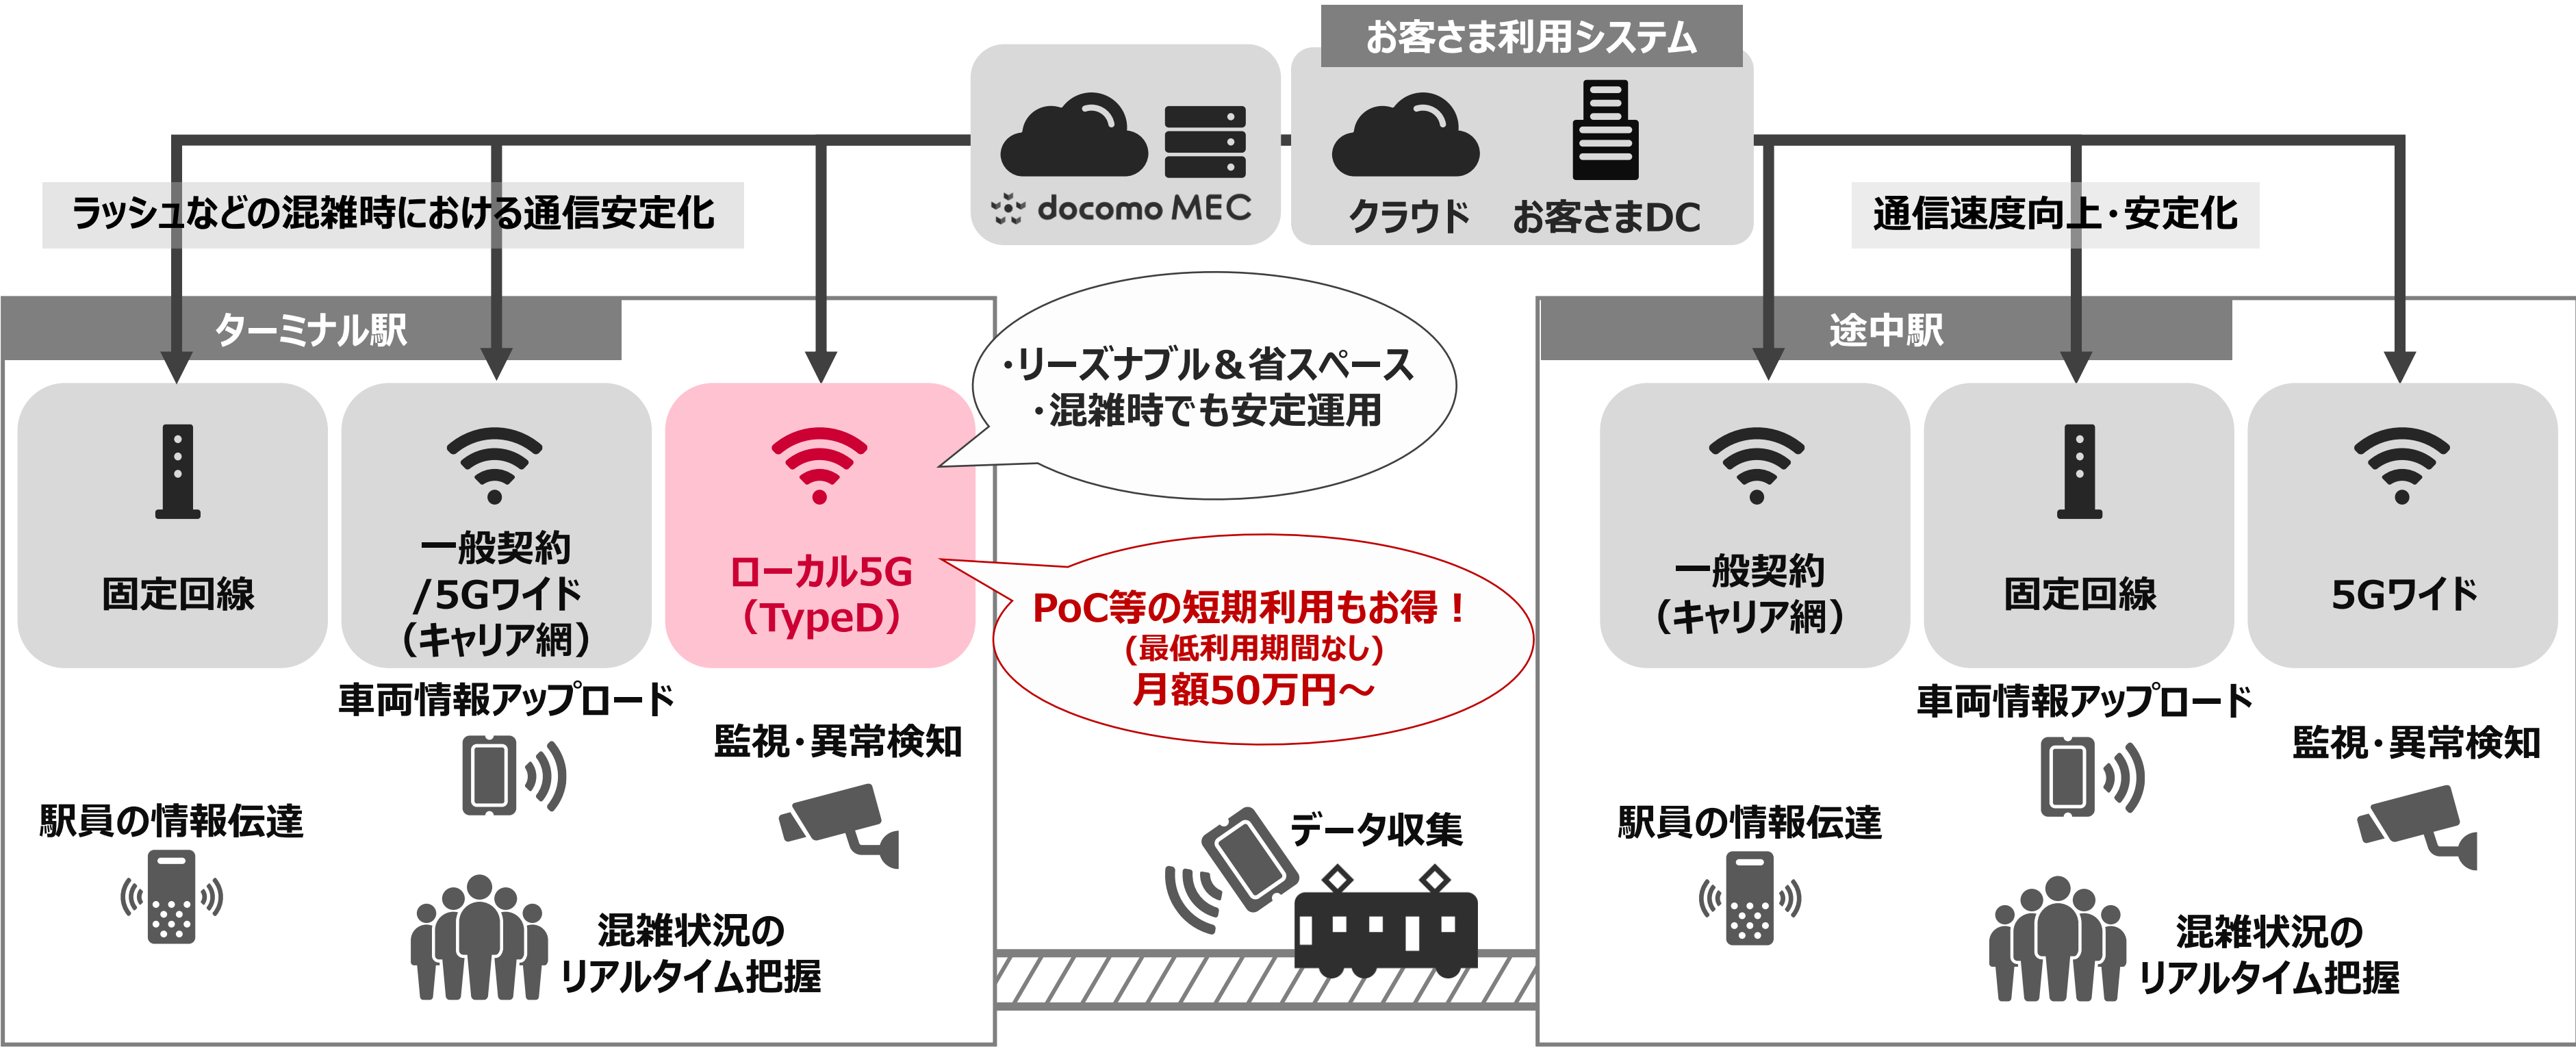 お客さま利用システム
docomo MEC
クラウド
お客さまDC
ラッシュなどの混雑時における通信安定化
通信速度向上・安定化
ターミナル駅
固定回線
一般契約
/5Gワイド
（キャリア網）
ローカル5G
（TypeD）
・リーズナブル＆省スペース
・混雑時でも安定運用
PoC等の短期利用もお得！
(最低利用期間なし)
月額50万円～
車両情報アップロード
監視・異常検知
駅員の情報伝達
混雑状況の
リアルタイム把握
データ収集
途中駅
一般契約
（キャリア網）
固定回線
5Gワイド
車両情報アップロード
監視・異常検知
駅員の情報伝達
混雑状況の
リアルタイム把握